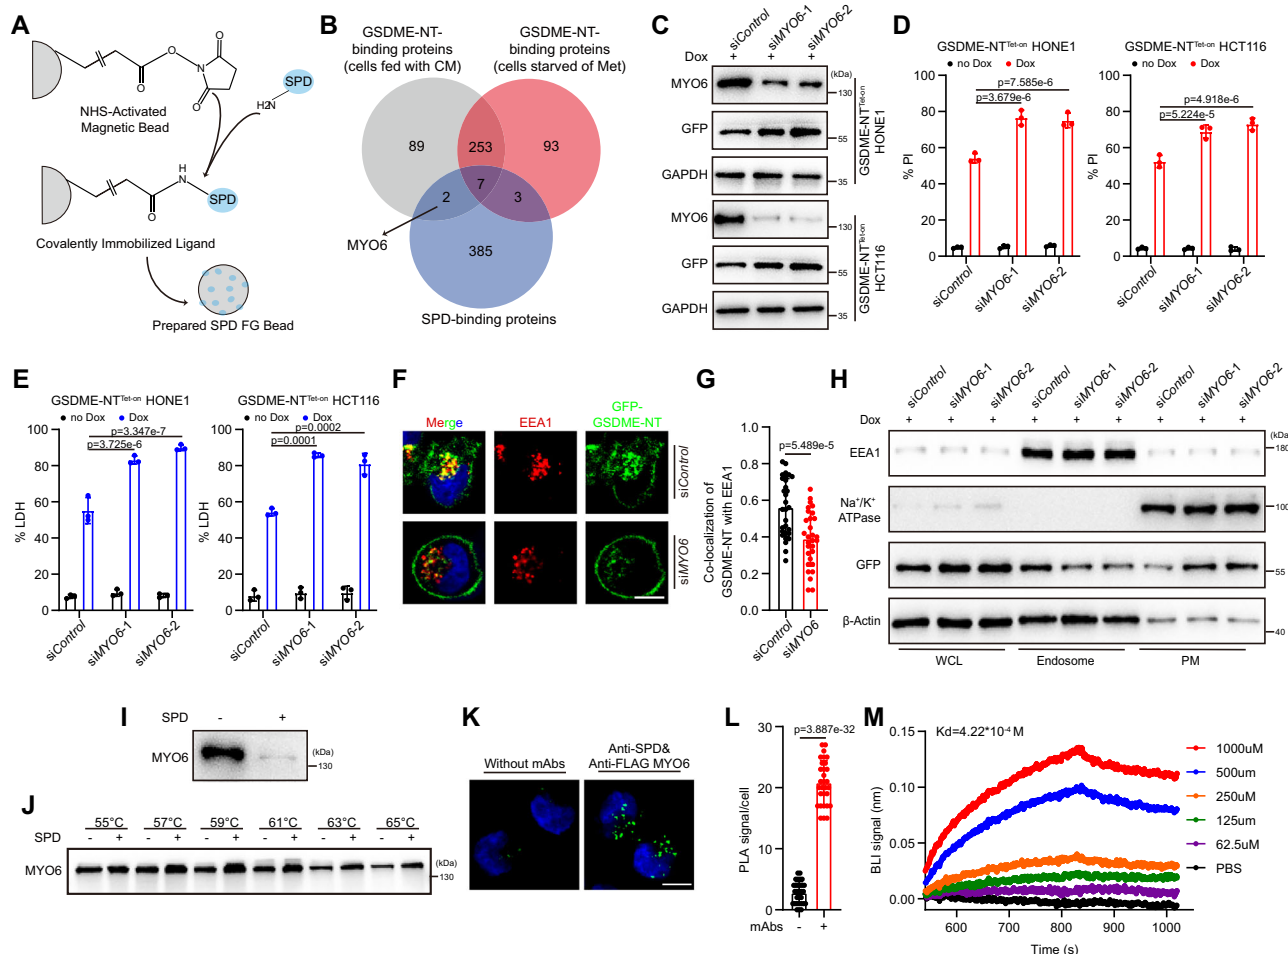 A
O
O
O
N
O
O
NHS-Activated
Magnetic Bead
H2N
SPD
H
N
O
SPD
Covalently Immobilized Ligand
Prepared SPD FG Bead
B
GSDME-NT-
binding proteins
(cells fed with CM)
GSDME-NT-
binding proteins
(cells starved of Met)
89
253
93
7
2
3
MYO6
385
SPD-binding proteins
C
siControl
siMYO6-1
siMYO6-2
Dox + + +
(kDa)
MYO6
130
GFP
55
GAPDH
35
GSDME-NTTet-on
HONE1
MYO6
130
GFP
55
GAPDH
35
GSDME-NTTet-on
HCT116
D
GSDME-NTTet-on HONE1
no Dox Dox
% PI
100
80
60
40
20
0
p=7.585e-6
p=3.679e-6
siControl
siMYO6-1
siMYO6-2
GSDME-NTTet-on HCT116
no Dox Dox
% PI
100
80
60
40
20
0
p=4.918e-6
p=5.224e-5
siControl
siMYO6-1
siMYO6-2
E
GSDME-NTTet-on HONE1
no Dox Dox
% LDH
100
80
60
40
20
0
p=3.347e-7
p=3.725e-6
siControl
siMYO6-1
siMYO6-2
GSDME-NTTet-on HCT116
no Dox Dox
% LDH
100
80
60
40
20
0
p=0.0002
p=0.0001
siControl
siMYO6-1
siMYO6-2
F
Merge
EEA1
GFP-
GSDME-NT
siControl
siMYO6
G
Co-localization of
GSDME-NT with EEA1
1.0
0.8
0.6
0.4
0.2
0.0
p=5.489e-5
siControl
siMYO6
H
siControl
siMYO6-1
siMYO6-2
siControl
siMYO6-1
siMYO6-2
siControl
siMYO6-1
siMYO6-2
Dox + + + + + + + + +
(kDa)
EEA1
180
Na+/K+
ATPase
100
GFP
55
β-Actin
40
WCL
Endosome
PM
I
SPD - +
MYO6
(kDa)
130
J
55°C 57°C 59°C 61°C 63°C 65°C
SPD - + - + - + - + - + - +
MYO6
(kDa)
130
K
Without mAbs
Anti-SPD&
Anti-FLAG MYO6
L
PLA signal/cell
30
20
10
0
p=3.887e-32
mAbs - +
M
Kd=4.22*10-4 M
BLI signal (nm)
0.15
0.10
0.05
0.00
600 700 800 900 1000
Time (s)
1000uM
500um
250uM
125um
62.5uM
PBS